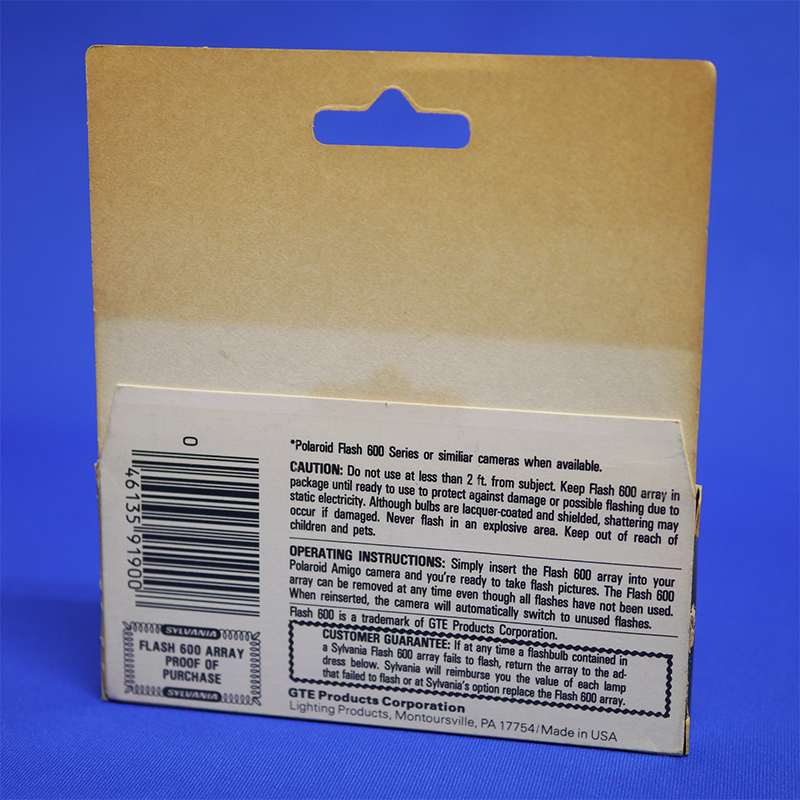 *Polaroid Flash 600 Series or similiar cameras when available.
CAUTION: Do not use at less than 2 ft. from subject. Keep Flash 600 array in
package until ready to use to protect against damage or possible flashing due to
static electricity. Although bulbs are lacquer-coated and shielded, shattering may
occur if damaged. Never flash in an explosive area. Keep out of reach of
children and pets.
OPERATING INSTRUCTIONS: Simply insert the Flash 600 array into your
Polaroid Amigo camera and you're ready to take flash pictures. The Flash 600
array can be removed at any time even though all flashes have not been used.
When reinserted, the camera will automatically switch to unused flashes.
Flash 600 is a trademark of GTE Products Corporation.
CUSTOMER GUARANTEE: If at any time a flashbulb contained in
a Sylvania Flash 600 array fails to flash, return the array to the ad-
dress below. Sylvania will reimburse you the value of each lamp
that failed to flash or at Sylvania's option replace the Flash 600 array.
GTE Products Corporation
Lighting Products, Montoursville, PA 17754/Made in USA
0
46135 91900
SYLVANIA
FLASH 600 ARRAY
PROOF OF
PURCHASE
SYLVANIA